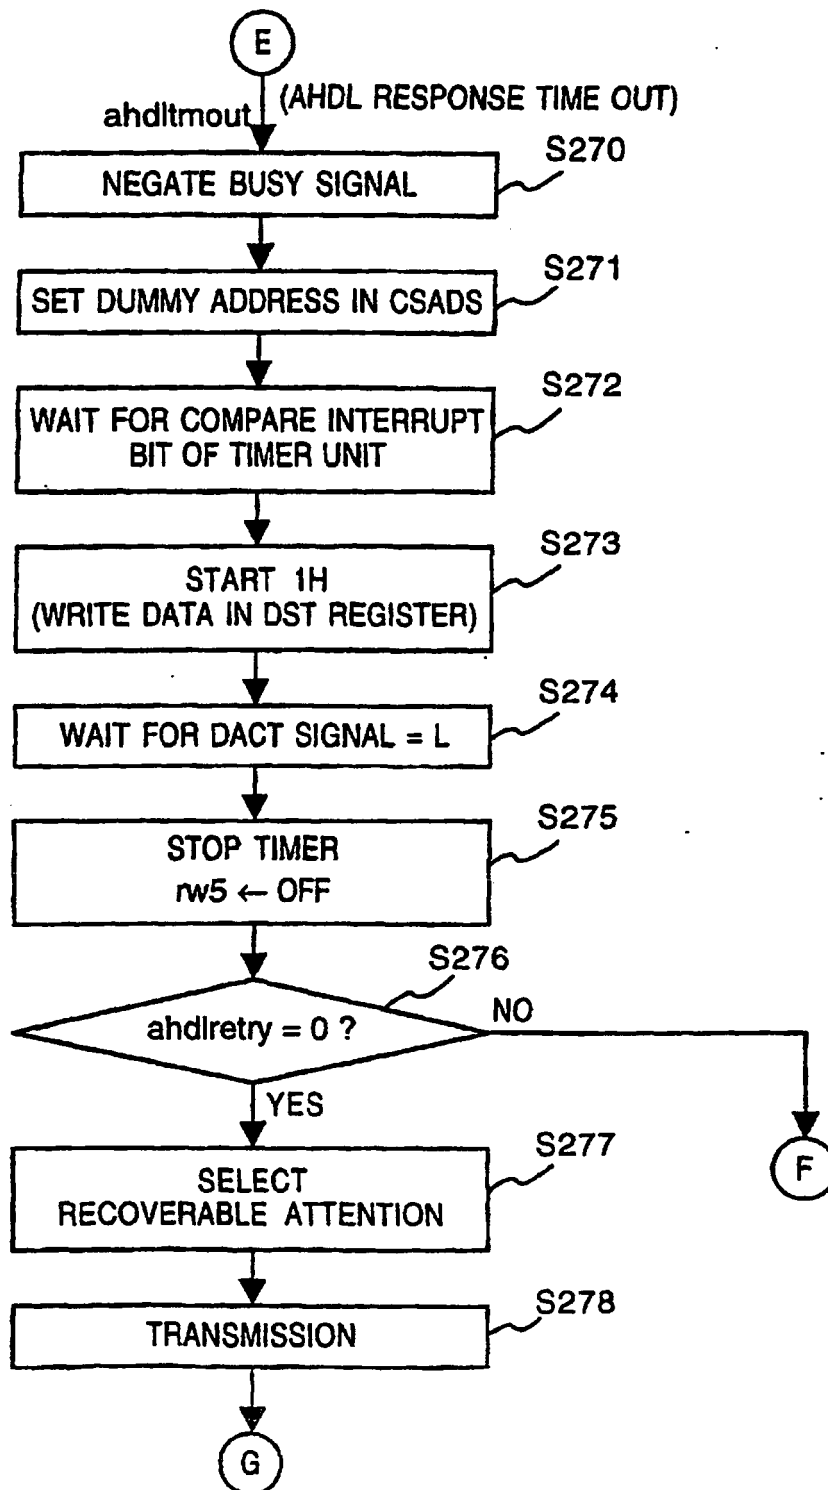 E
(AHDL RESPONSE TIME OUT)
ahdltmout
S270
NEGATE BUSY SIGNAL
S271
SET DUMMY ADDRESS IN CSADS
S272
WAIT FOR COMPARE INTERRUPT
BIT OF TIMER UNIT
S273
START 1H
(WRITE DATA IN DST REGISTER)
S274
WAIT FOR DACT SIGNAL = L
S275
STOP TIMER
rw5 ← OFF
S276
ahdlretry = 0 ?
NO
YES
F
S277
SELECT
RECOVERABLE ATTENTION
S278
TRANSMISSION
G